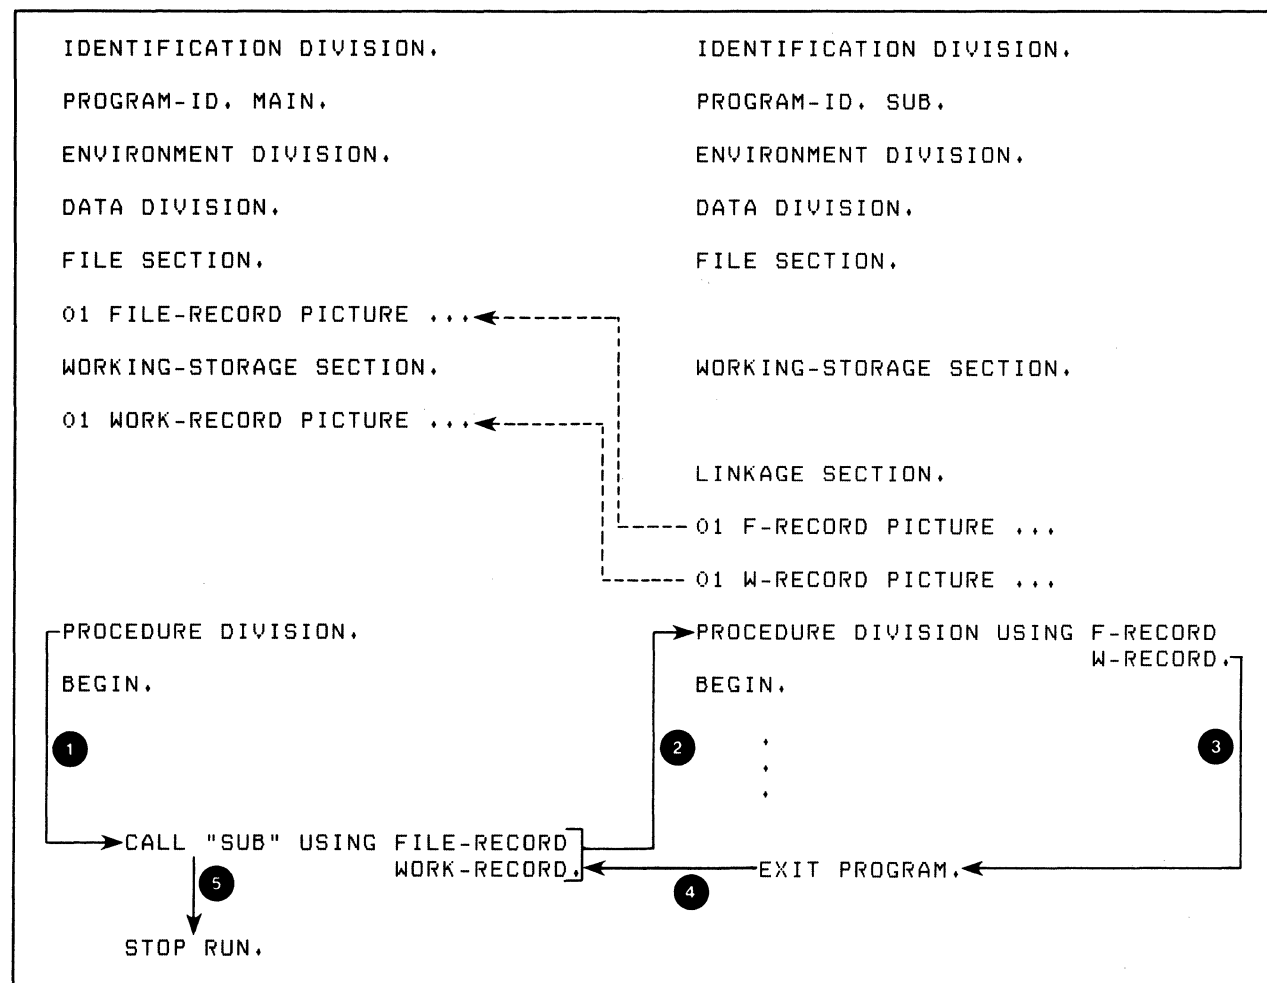 IDENTIFICATION DIVISION.
PROGRAM-ID. MAIN.
ENVIRONMENT DIVISION.
DATA DIVISION.
FILE SECTION.
01 FILE-RECORD PICTURE ...
WORKING-STORAGE SECTION.
01 WORK-RECORD PICTURE ...
PROCEDURE DIVISION.
BEGIN.
1
CALL "SUB" USING FILE-RECORD
WORK-RECORD.
5
STOP RUN.
IDENTIFICATION DIVISION.
PROGRAM-ID. SUB.
ENVIRONMENT DIVISION.
DATA DIVISION.
FILE SECTION.
WORKING-STORAGE SECTION.
LINKAGE SECTION.
01 F-RECORD PICTURE ...
01 W-RECORD PICTURE ...
PROCEDURE DIVISION USING F-RECORD
W-RECORD.
BEGIN.
2
.
.
.
3
EXIT PROGRAM.
4